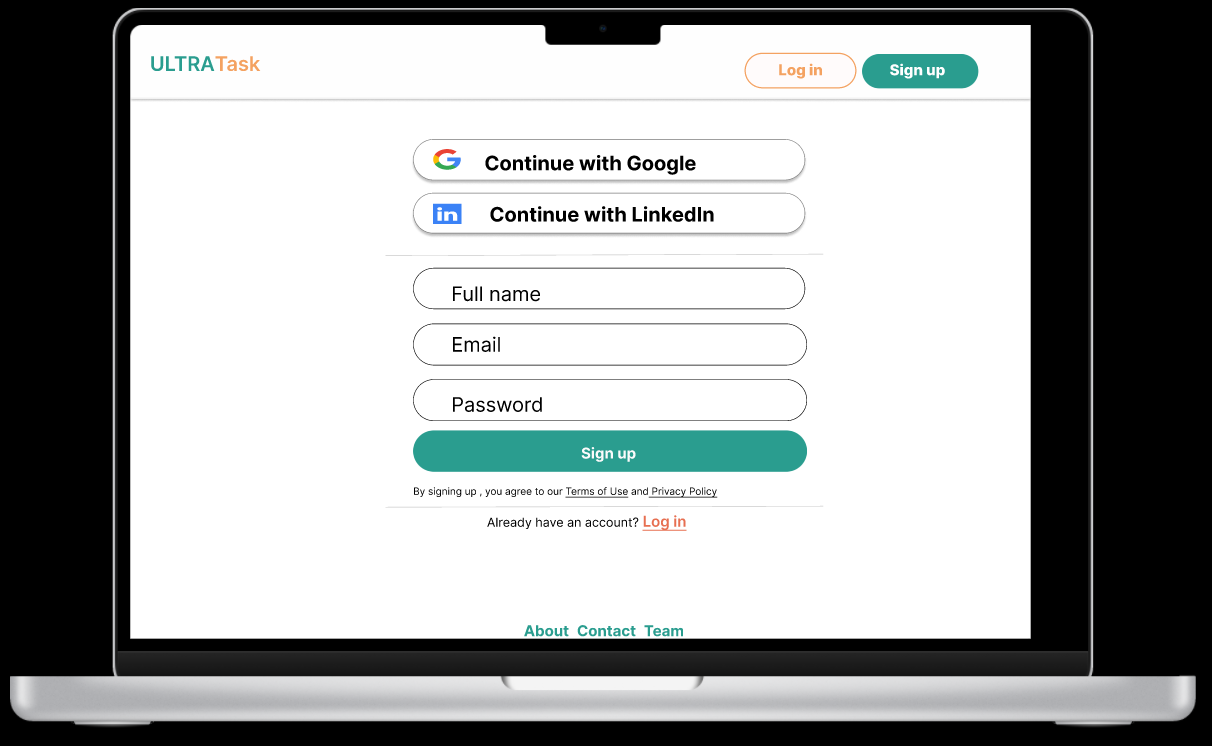 ULTRATask
Log in
Sign up
Continue with Google
in
Continue with LinkedIn
Full name
Email
Password
Sign up
By signing up , you agree to our Terms of Use and Privacy Policy
Already have an account? Log in
About Contact Team